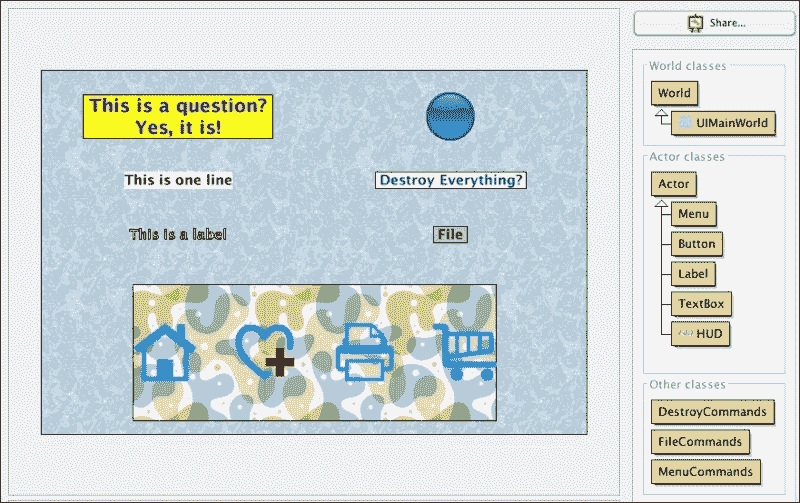 Share...
World classes
World
UIMainWorld
This is a question?
Yes, it is!
This is one line
Destroy Everything?
This is a label
File
Actor classes
Actor
Menu
Button
Label
TextBox
HUD
Other classes
DestroyCommands
FileCommands
MenuCommands